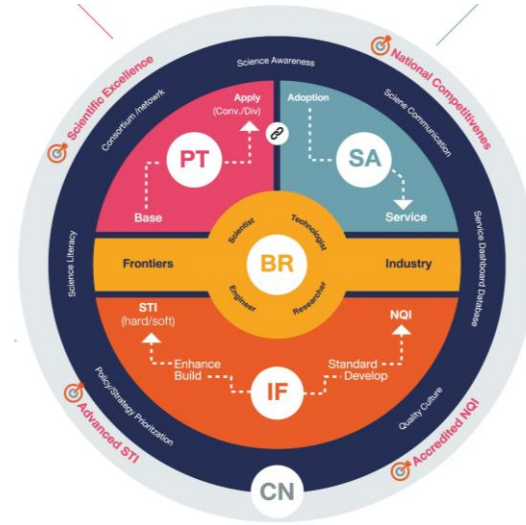 Science Awareness
Scientific Excellence
National Competitivenes
Consortium /netowrk
Sciene Communication
Apply
(Conv./Div)
Adoption
PT
SA
Base
Service
Science Literacy
Service Dashboard Database
Scientist
Technologist
Frontiers
BR
Industry
Engineer
Researcher
STI
(hard/soft)
NQI
Enhance
Build
Standard
Develop
IF
Policy/Strategy Prioritzation
Quality Culture
Advanced STI
Accredited NQI
CN